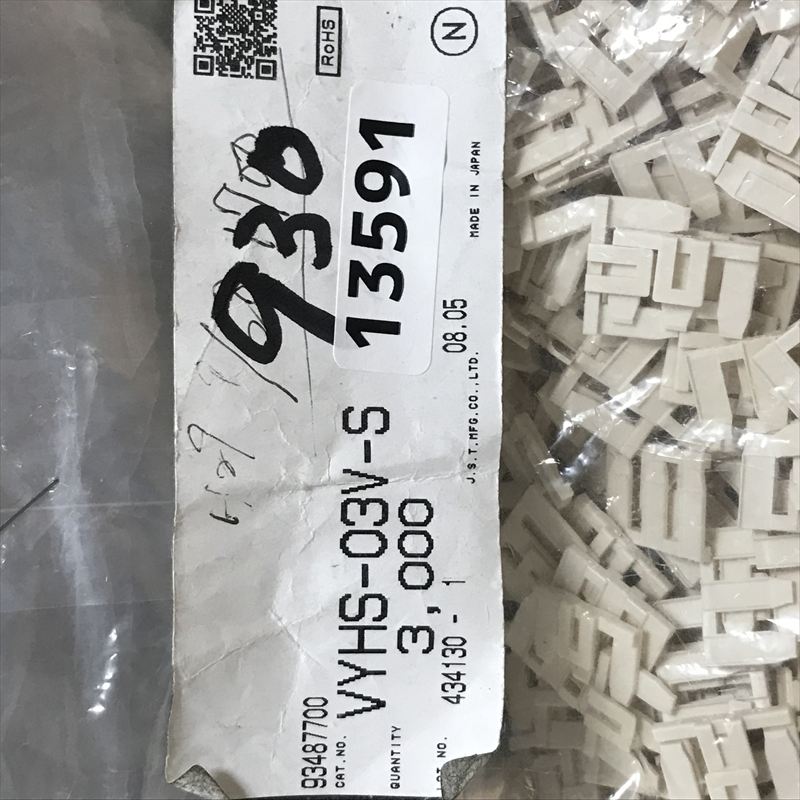 93487700
CAT.NO. VYHS-03V-S
QUANTITY 3,000
434130 - 1
J.S.T.MFG.CO.,LTD. 08.05
MADE IN JAPAN
RoHS
N
930
13591